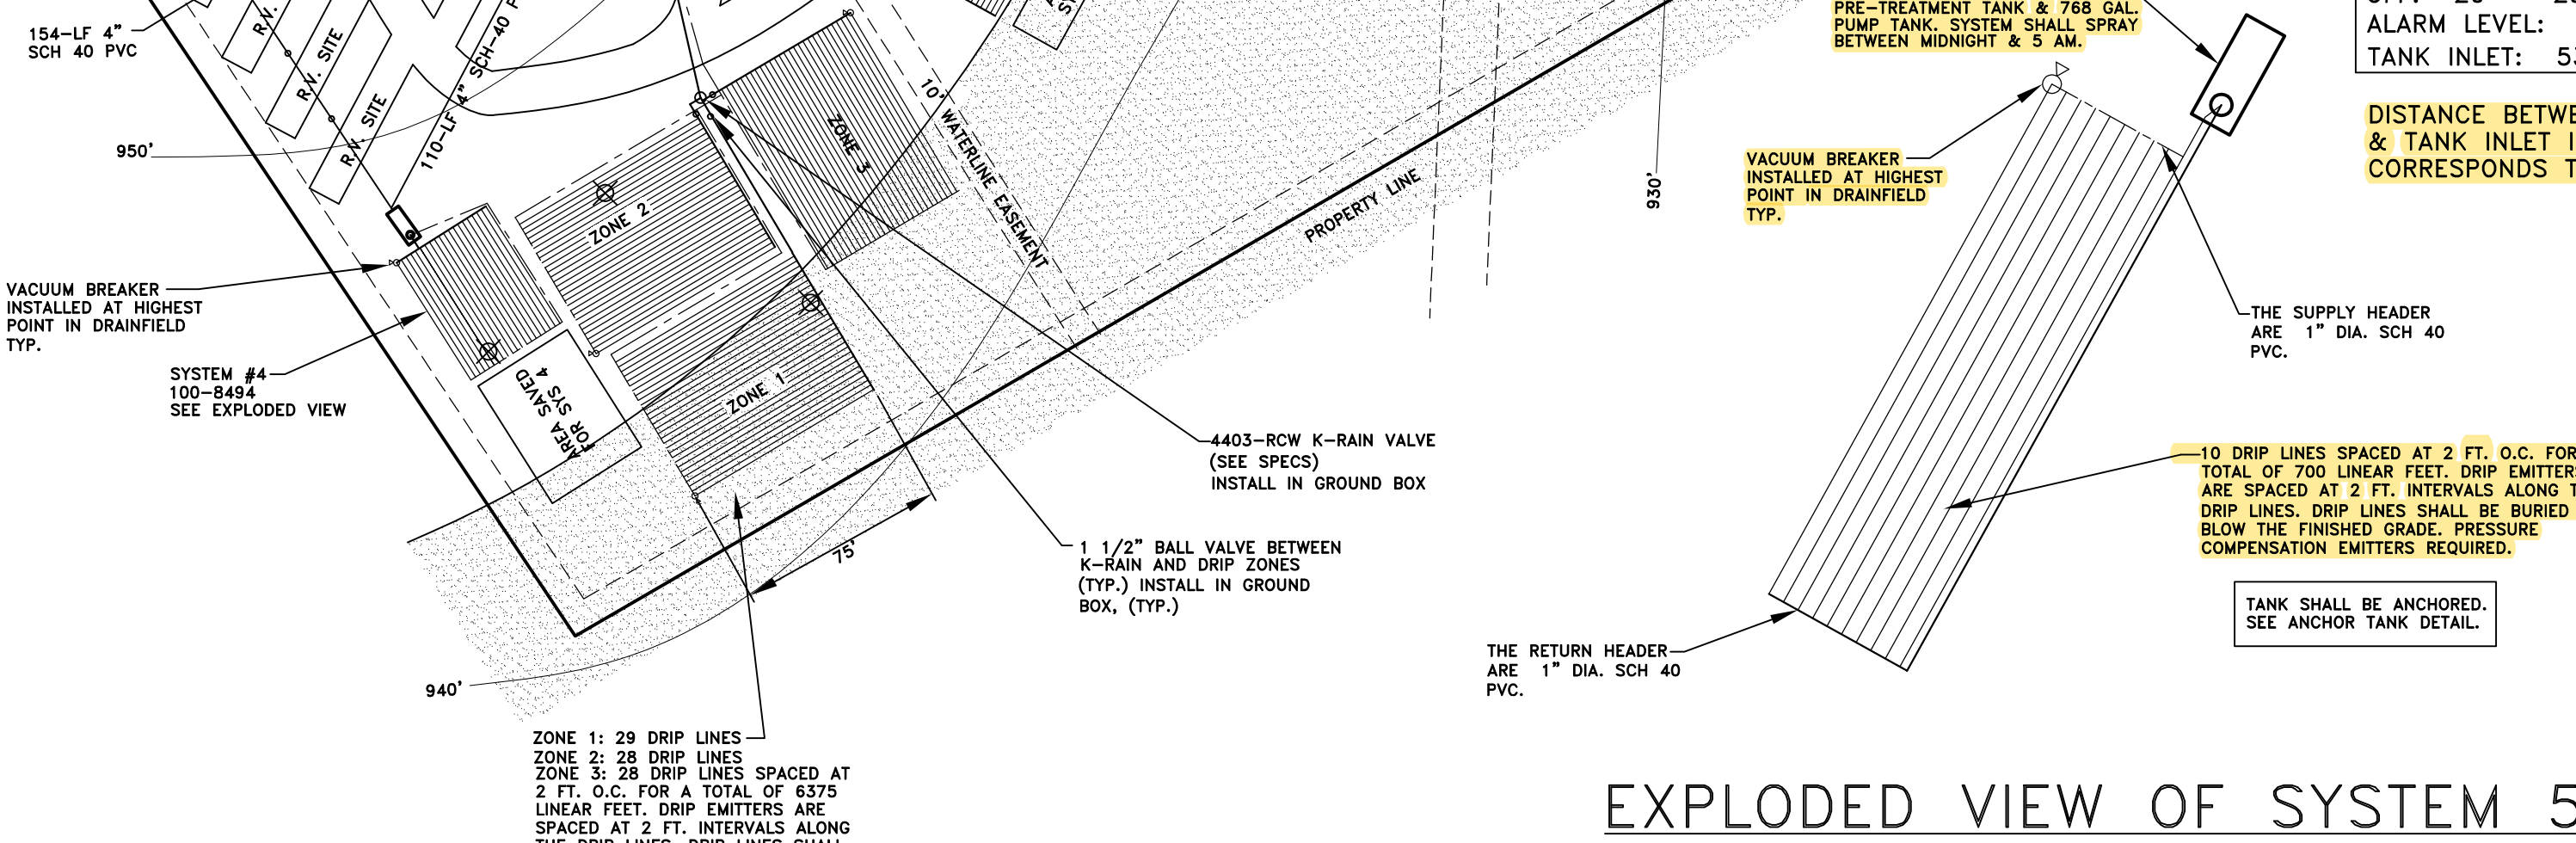 154-LF 4"
SCH 40 PVC
R.V.
R.V. SITE
R.V. SITE
110-LF 4" SCH-40 P
950'
ZONE 3
ZONE 2
ZONE 1
10' WATERLINE EASEMENT
PROPERTY LINE
930'
VACUUM BREAKER
INSTALLED AT HIGHEST
POINT IN DRAINFIELD
TYP.
SYSTEM #4
100-8494
SEE EXPLODED VIEW
AREA SAVED
FOR SYS
4
4403-RCW K-RAIN VALVE
(SEE SPECS)
INSTALL IN GROUND BOX
1 1/2" BALL VALVE BETWEEN
K-RAIN AND DRIP ZONES
(TYP.) INSTALL IN GROUND
BOX, (TYP.)
75'
940'
ZONE 1: 29 DRIP LINES
ZONE 2: 28 DRIP LINES
ZONE 3: 28 DRIP LINES SPACED AT
2 FT. O.C. FOR A TOTAL OF 6375
LINEAR FEET. DRIP EMITTERS ARE
SPACED AT 2 FT. INTERVALS ALONG
THE DRIP LINES. DRIP LINES SHALL
PRE-TREATMENT TANK & 768 GAL.
PUMP TANK. SYSTEM SHALL SPRAY
BETWEEN MIDNIGHT & 5 AM.
ALARM LEVEL:
TANK INLET: 5
DISTANCE BETWE
& TANK INLET I
CORRESPONDS T
VACUUM BREAKER
INSTALLED AT HIGHEST
POINT IN DRAINFIELD
TYP.
THE SUPPLY HEADER
ARE 1" DIA. SCH 40
PVC.
10 DRIP LINES SPACED AT 2 FT. O.C. FOR
TOTAL OF 700 LINEAR FEET. DRIP EMITTER
ARE SPACED AT 2 FT. INTERVALS ALONG T
DRIP LINES. DRIP LINES SHALL BE BURIED
BLOW THE FINISHED GRADE. PRESSURE
COMPENSATION EMITTERS REQUIRED.
TANK SHALL BE ANCHORED.
SEE ANCHOR TANK DETAIL.
THE RETURN HEADER
ARE 1" DIA. SCH 40
PVC.
EXPLODED VIEW OF SYSTEM 5